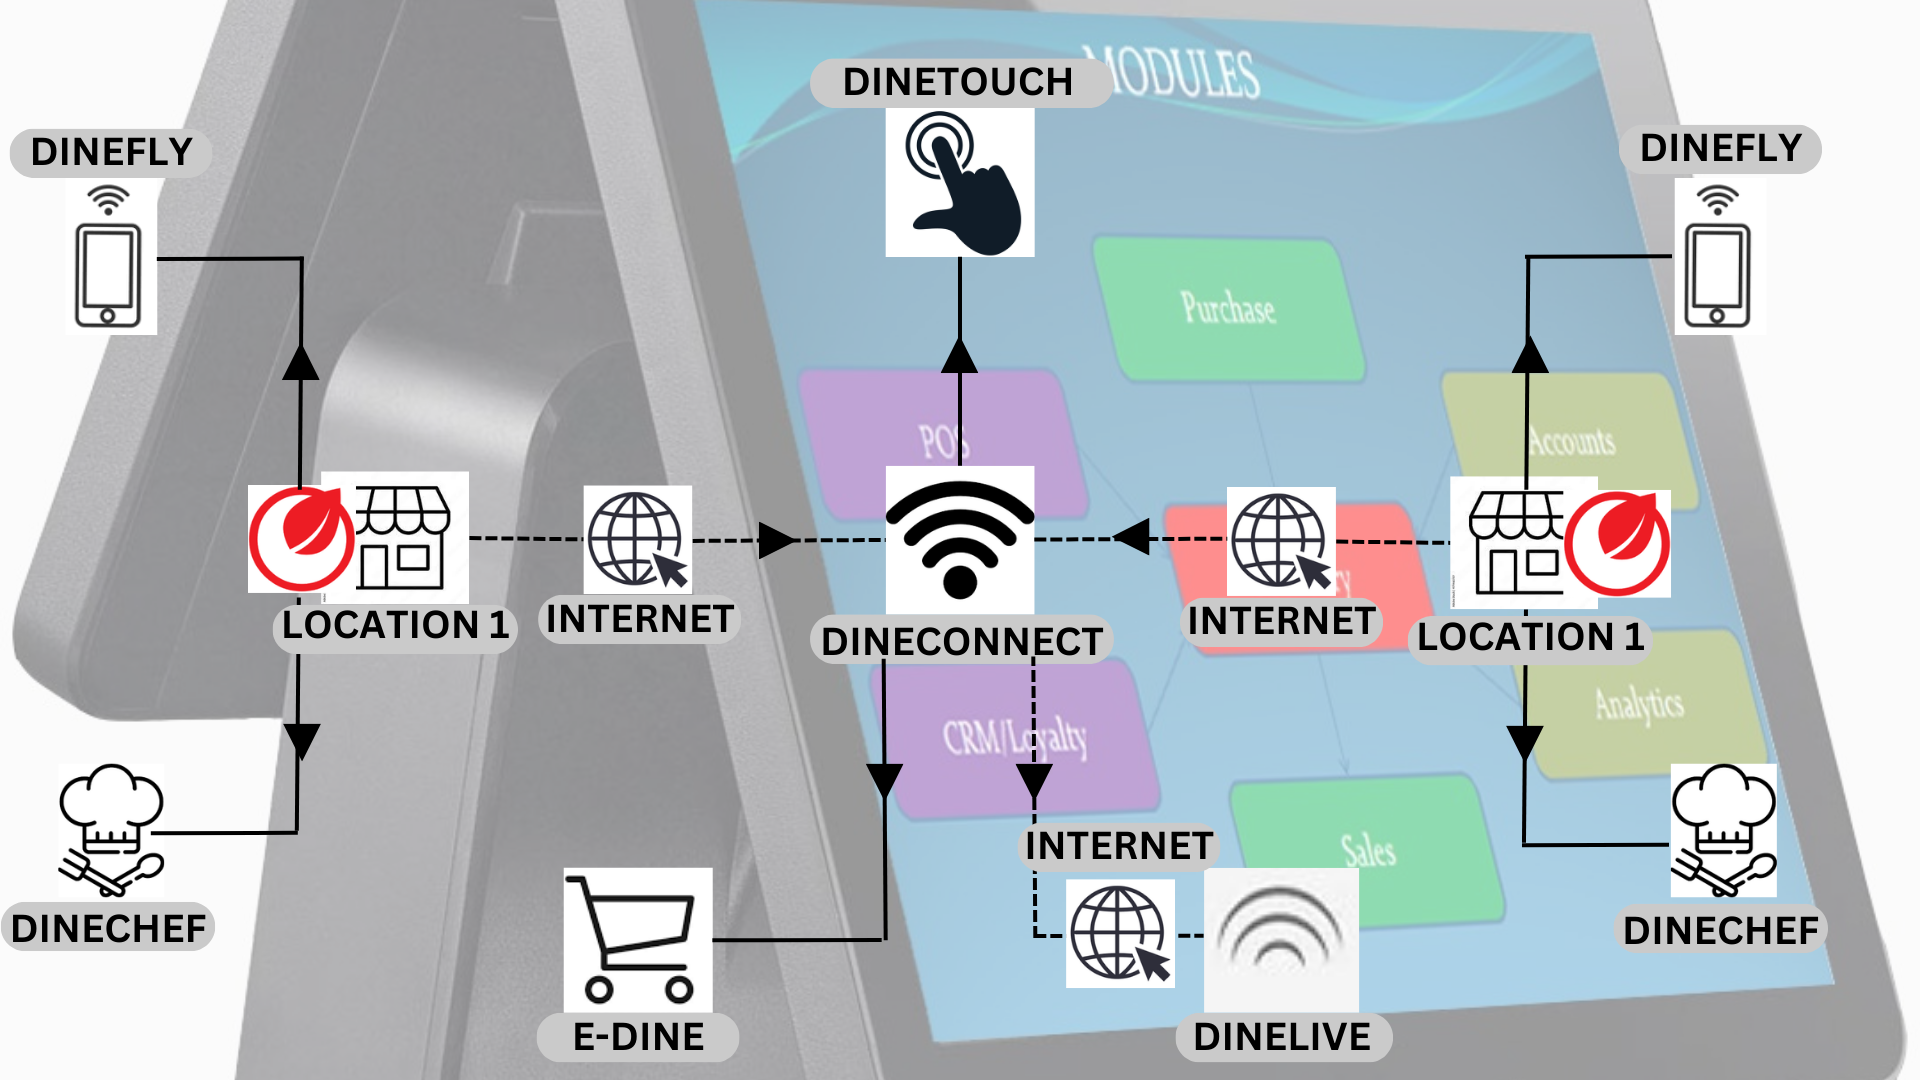 MODULES
DINETOUCH
DINEFLY
DINEFLY
Purchase
POS
Accounts
LOCATION 1
INTERNET
DINECONNECT
INTERNET
LOCATION 1
CRM/Loyalty
Analytics
INTERNET
Sales
DINECHEF
DINECHEF
E-DINE
DINELIVE